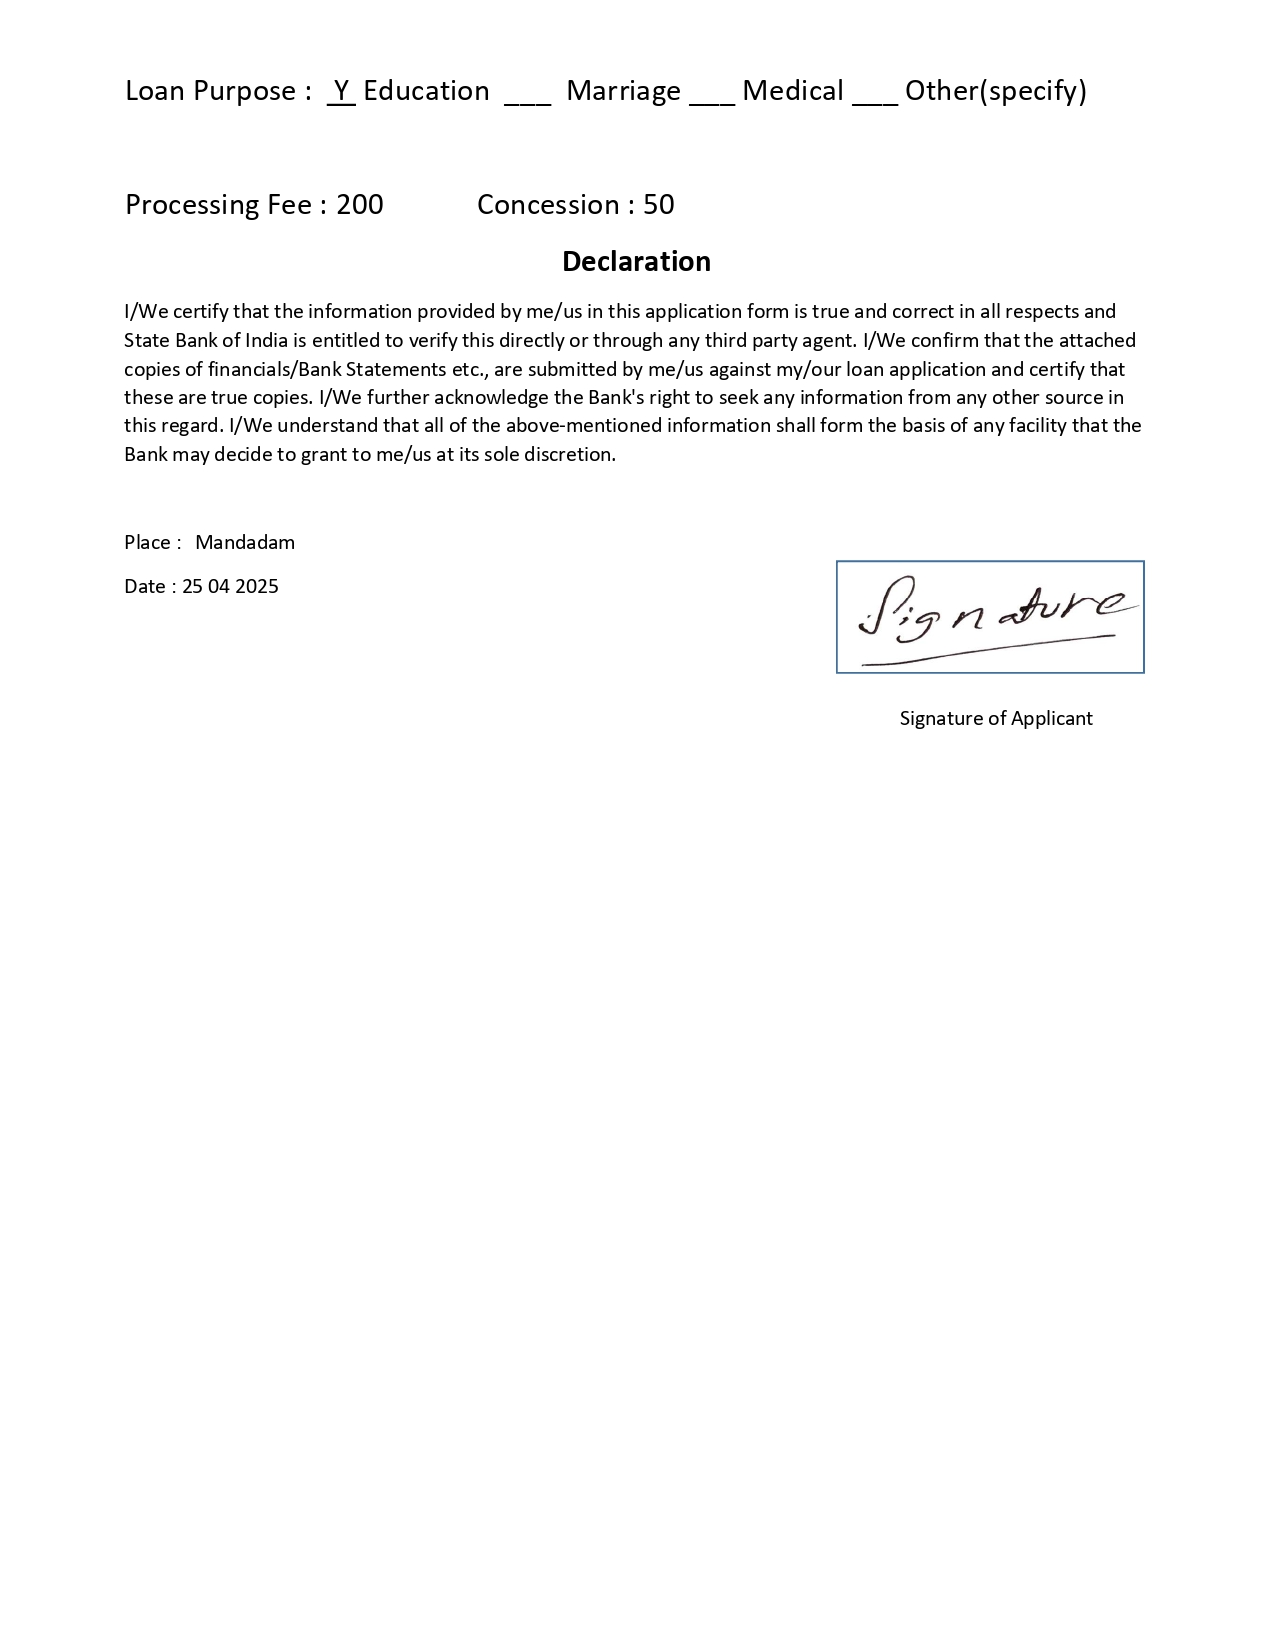 Loan Purpose : _Y_ Education ___ Marriage ___ Medical ___ Other(specify)
Processing Fee : 200 Concession : 50
Declaration
I/We certify that the information provided by me/us in this application form is true and correct in all respects and
State Bank of India is entitled to verify this directly or through any third party agent. I/We confirm that the attached
copies of financials/Bank Statements etc., are submitted by me/us against my/our loan application and certify that
these are true copies. I/We further acknowledge the Bank's right to seek any information from any other source in
this regard. I/We understand that all of the above-mentioned information shall form the basis of any facility that the
Bank may decide to grant to me/us at its sole discretion.
Place : Mandadam
Date : 25 04 2025
Signature
Signature of Applicant